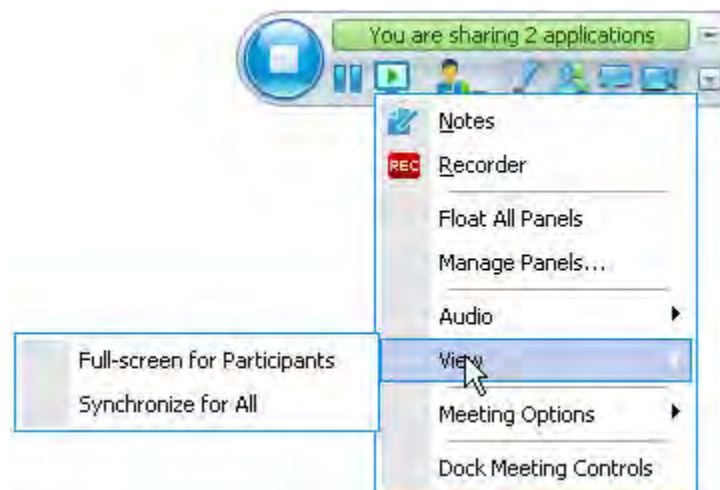 You are sharing 2 applications
Notes
REC Recorder
Float All Panels
Manage Panels...
Audio
View
Full-screen for Participants
Synchronize for All
Meeting Options
Dock Meeting Controls